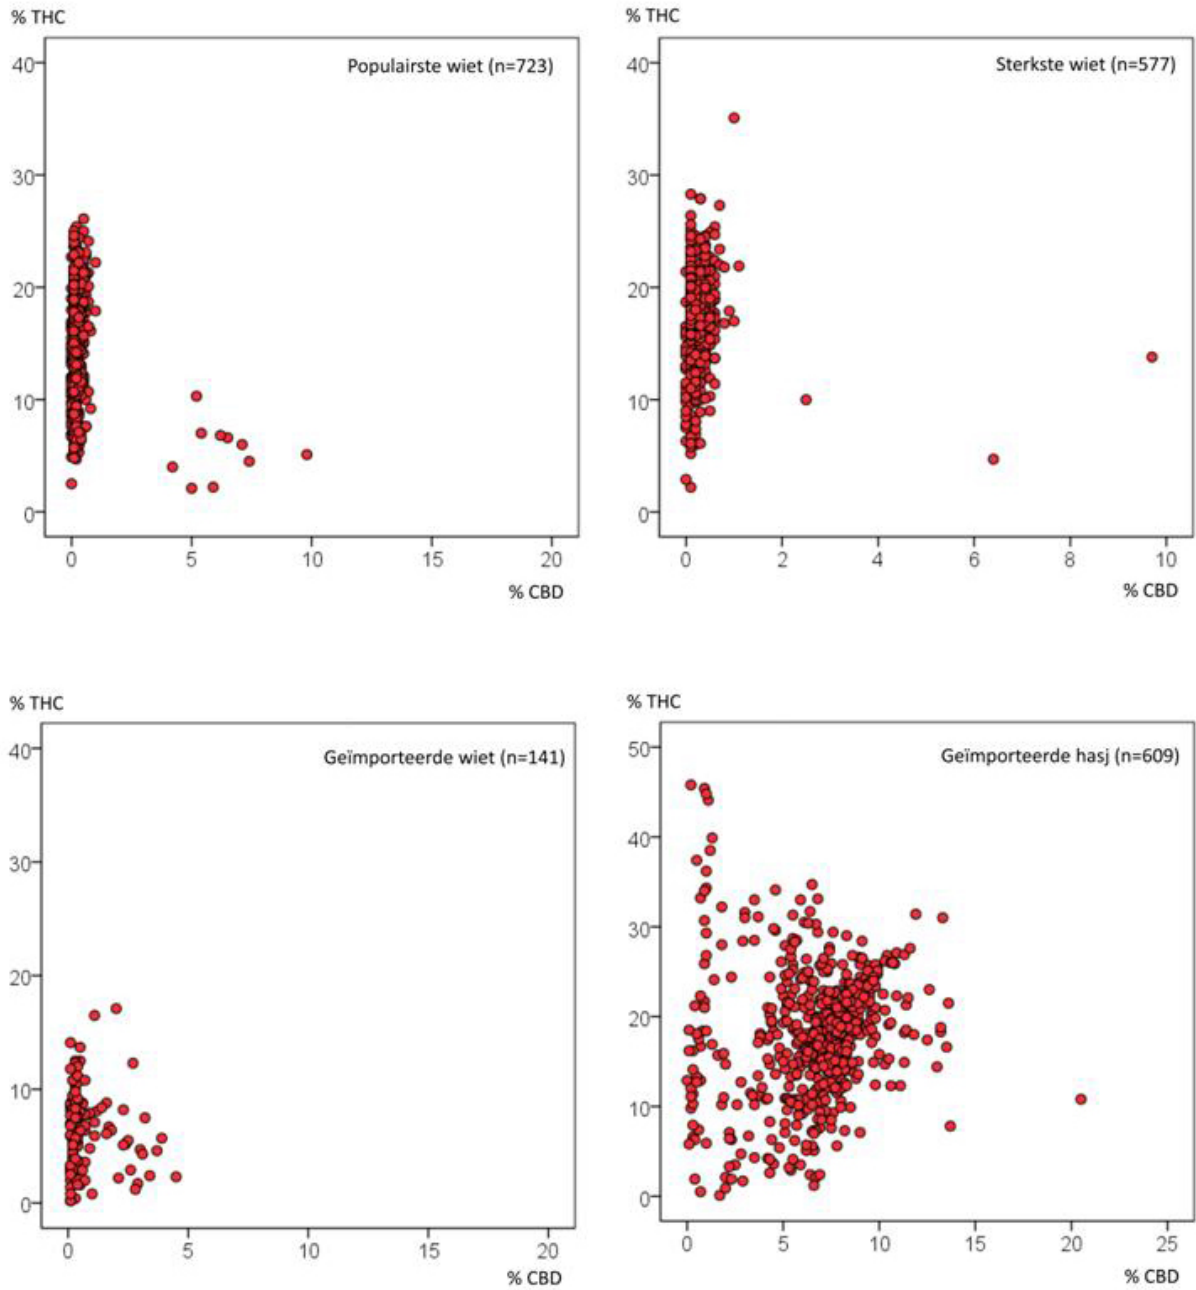 % THC
Populairste wiet (n=723)
40
30
20
10
0
0 5 10 15 20
% CBD
% THC
Sterkste wiet (n=577)
40
30
20
10
0
0 2 4 6 8 10
% CBD
% THC
Geïmporteerde wiet (n=141)
40
30
20
10
0
0 5 10 15 20
% CBD
% THC
Geïmporteerde hasj (n=609)
50
40
30
20
10
0
0 5 10 15 20 25
% CBD